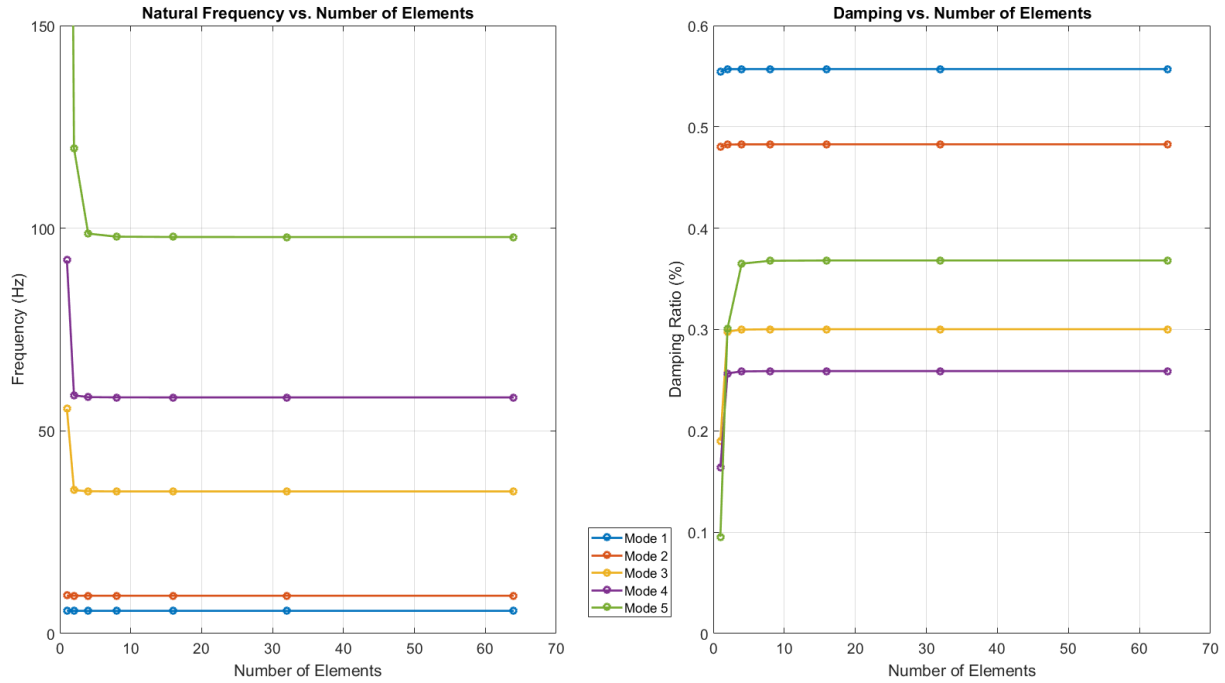 Natural Frequency vs. Number of Elements
150
100
50
0
0 10 20 30 40 50 60 70
Frequency (Hz)
Number of Elements
Mode 1
Mode 2
Mode 3
Mode 4
Mode 5
Damping vs. Number of Elements
0.6
0.5
0.4
0.3
0.2
0.1
0
0 10 20 30 40 50 60 70
Damping Ratio (%)
Number of Elements